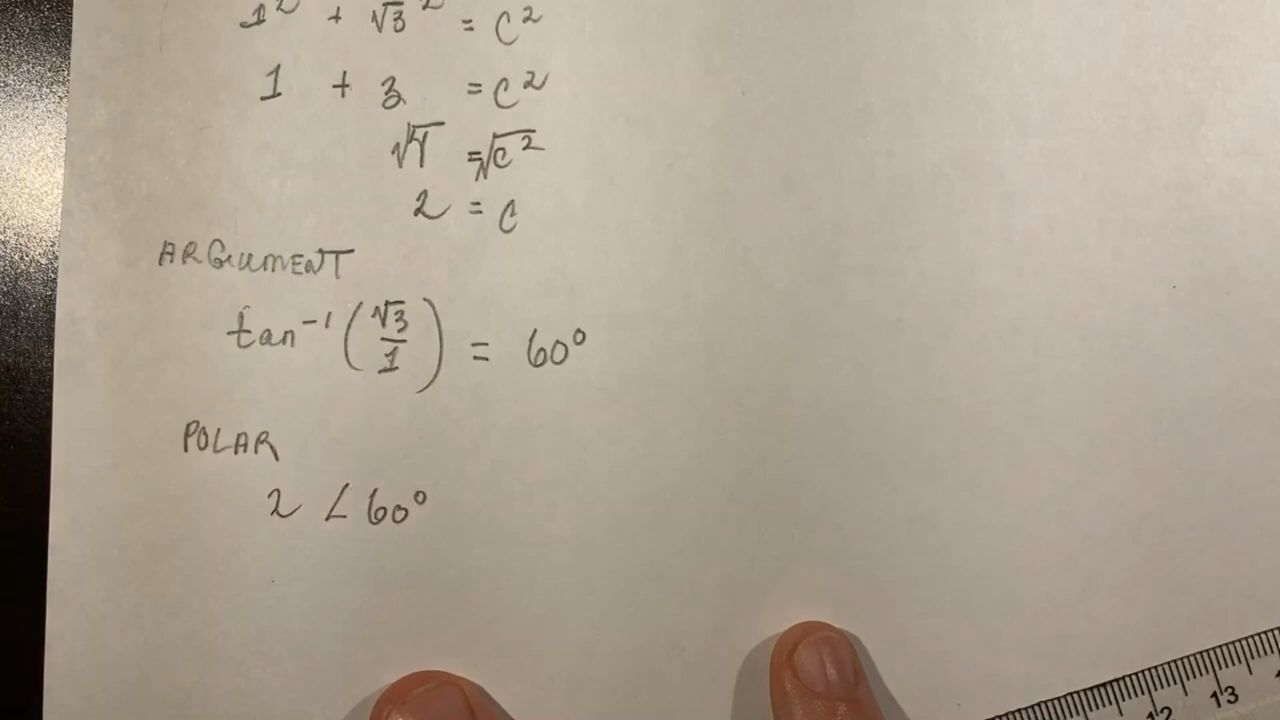 1² + √3² = C²
1 + 3 = C²
√4 = √C²
2 = C
ARGUMENT
tan⁻¹(√3/1) = 60°
POLAR
2 ∠60°
12 13